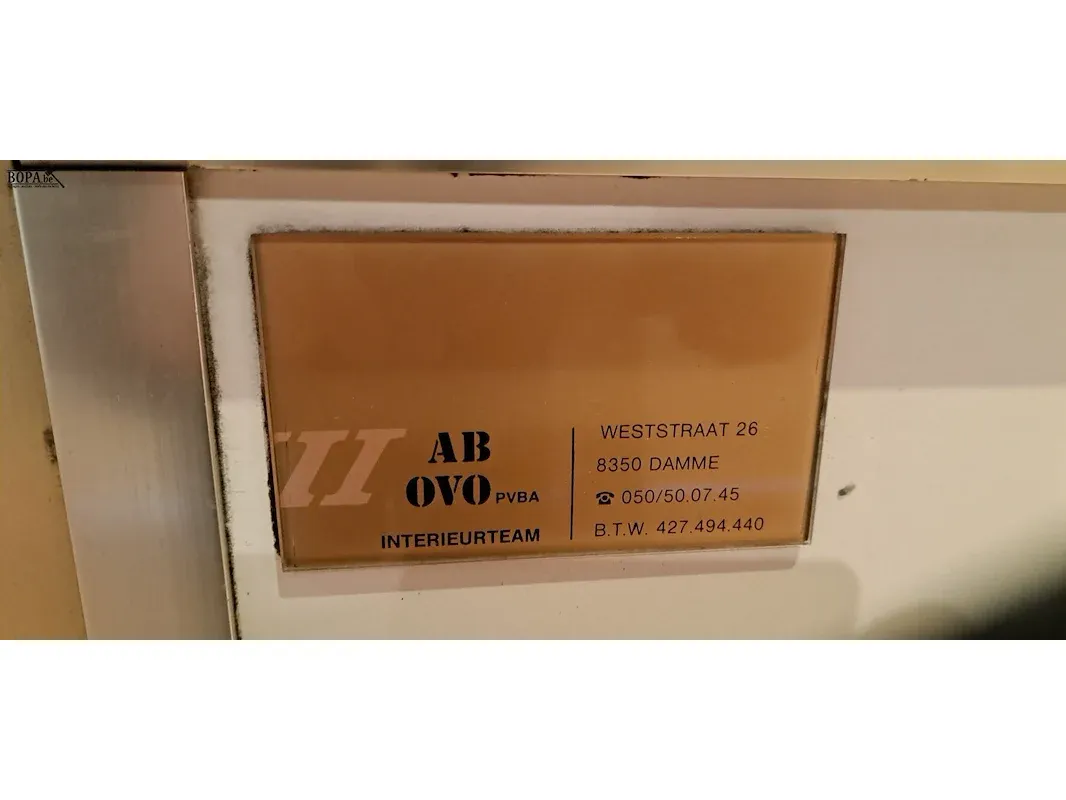 BOPA.be
AB
OVO PVBA
INTERIEURTEAM
WESTSTRAAT 26
8350 DAMME
☎ 050/50.07.45
B.T.W. 427.494.440